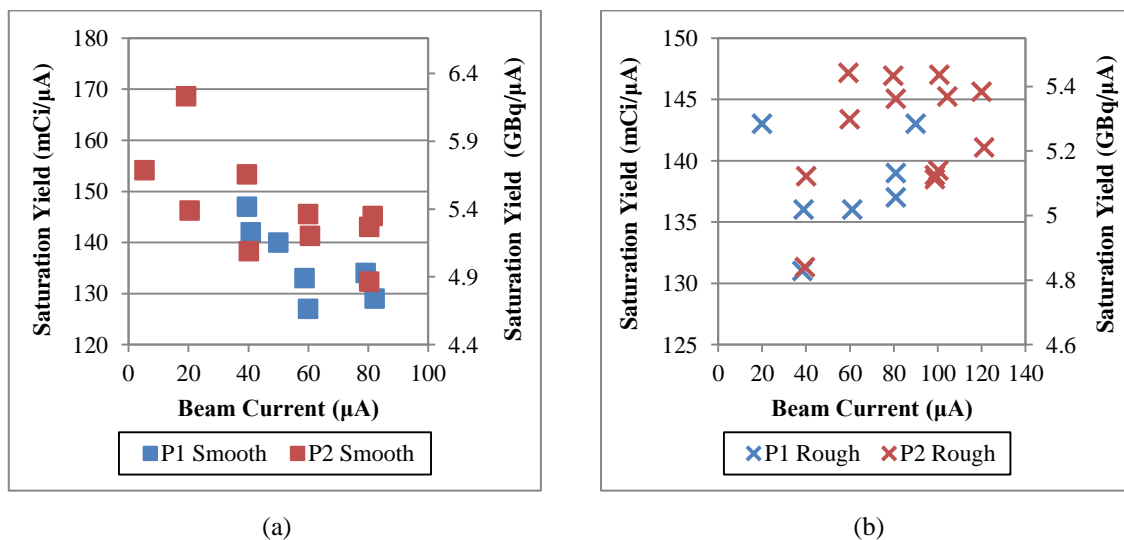 180
170
160
150
140
130
120
Saturation Yield (mCi/µA)
6.4
5.9
5.4
4.9
4.4
Saturation Yield (GBq/µA)
0 20 40 60 80 100
Beam Current (µA)
P1 Smooth P2 Smooth
(a)
150
145
140
135
130
125
Saturation Yield (mCi/µA)
5.4
5.2
5
4.8
4.6
Saturation Yield (GBq/µA)
0 20 40 60 80 100 120 140
Beam Current (µA)
P1 Rough P2 Rough
(b)